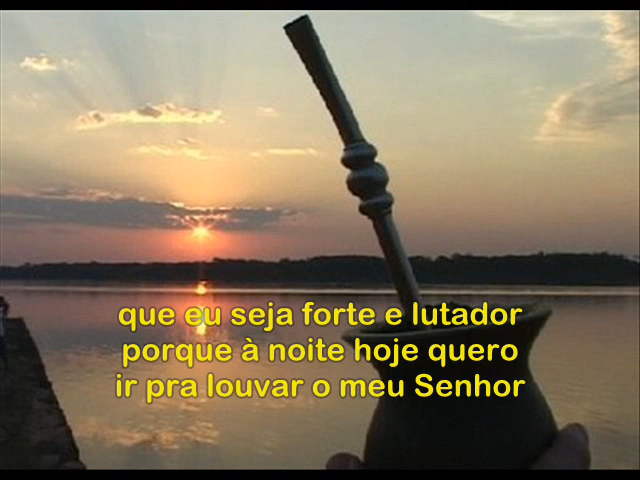 que eu seja forte e lutador
porque à noite hoje quero
ir pra louvar o meu Senhor